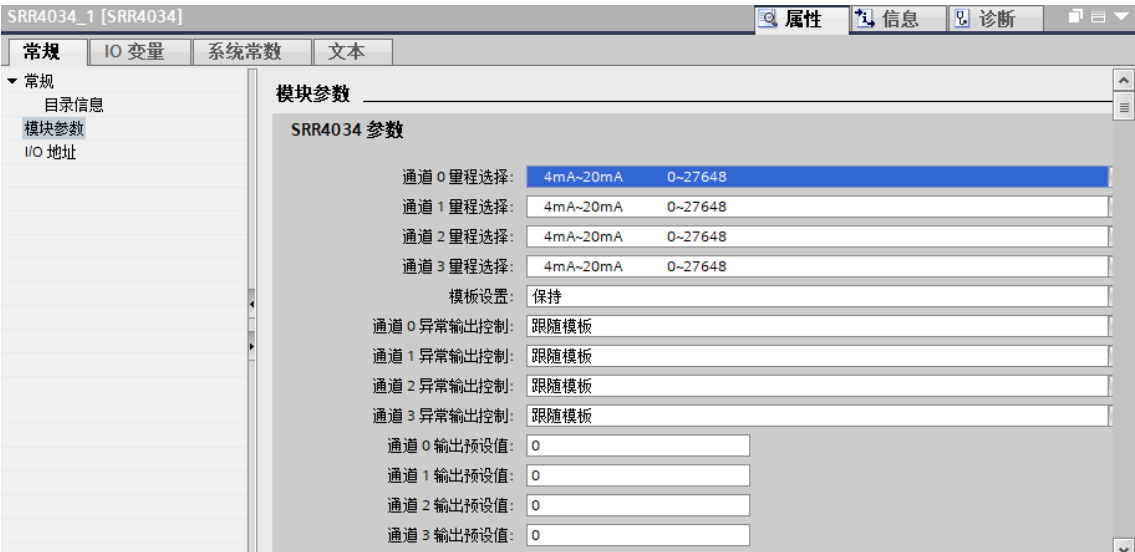 SRR4034_1 [SRR4034]
属性 信息 诊断
常规 IO 变量 系统常数 文本
常规
目录信息
模块参数
I/O 地址
模块参数
SRR4034 参数
通道 0 量程选择: 4mA~20mA 0~27648
通道 1 量程选择: 4mA~20mA 0~27648
通道 2 量程选择: 4mA~20mA 0~27648
通道 3 量程选择: 4mA~20mA 0~27648
模板设置: 保持
通道 0 异常输出控制: 跟随模板
通道 1 异常输出控制: 跟随模板
通道 2 异常输出控制: 跟随模板
通道 3 异常输出控制: 跟随模板
通道 0 输出预设值: 0
通道 1 输出预设值: 0
通道 2 输出预设值: 0
通道 3 输出预设值: 0